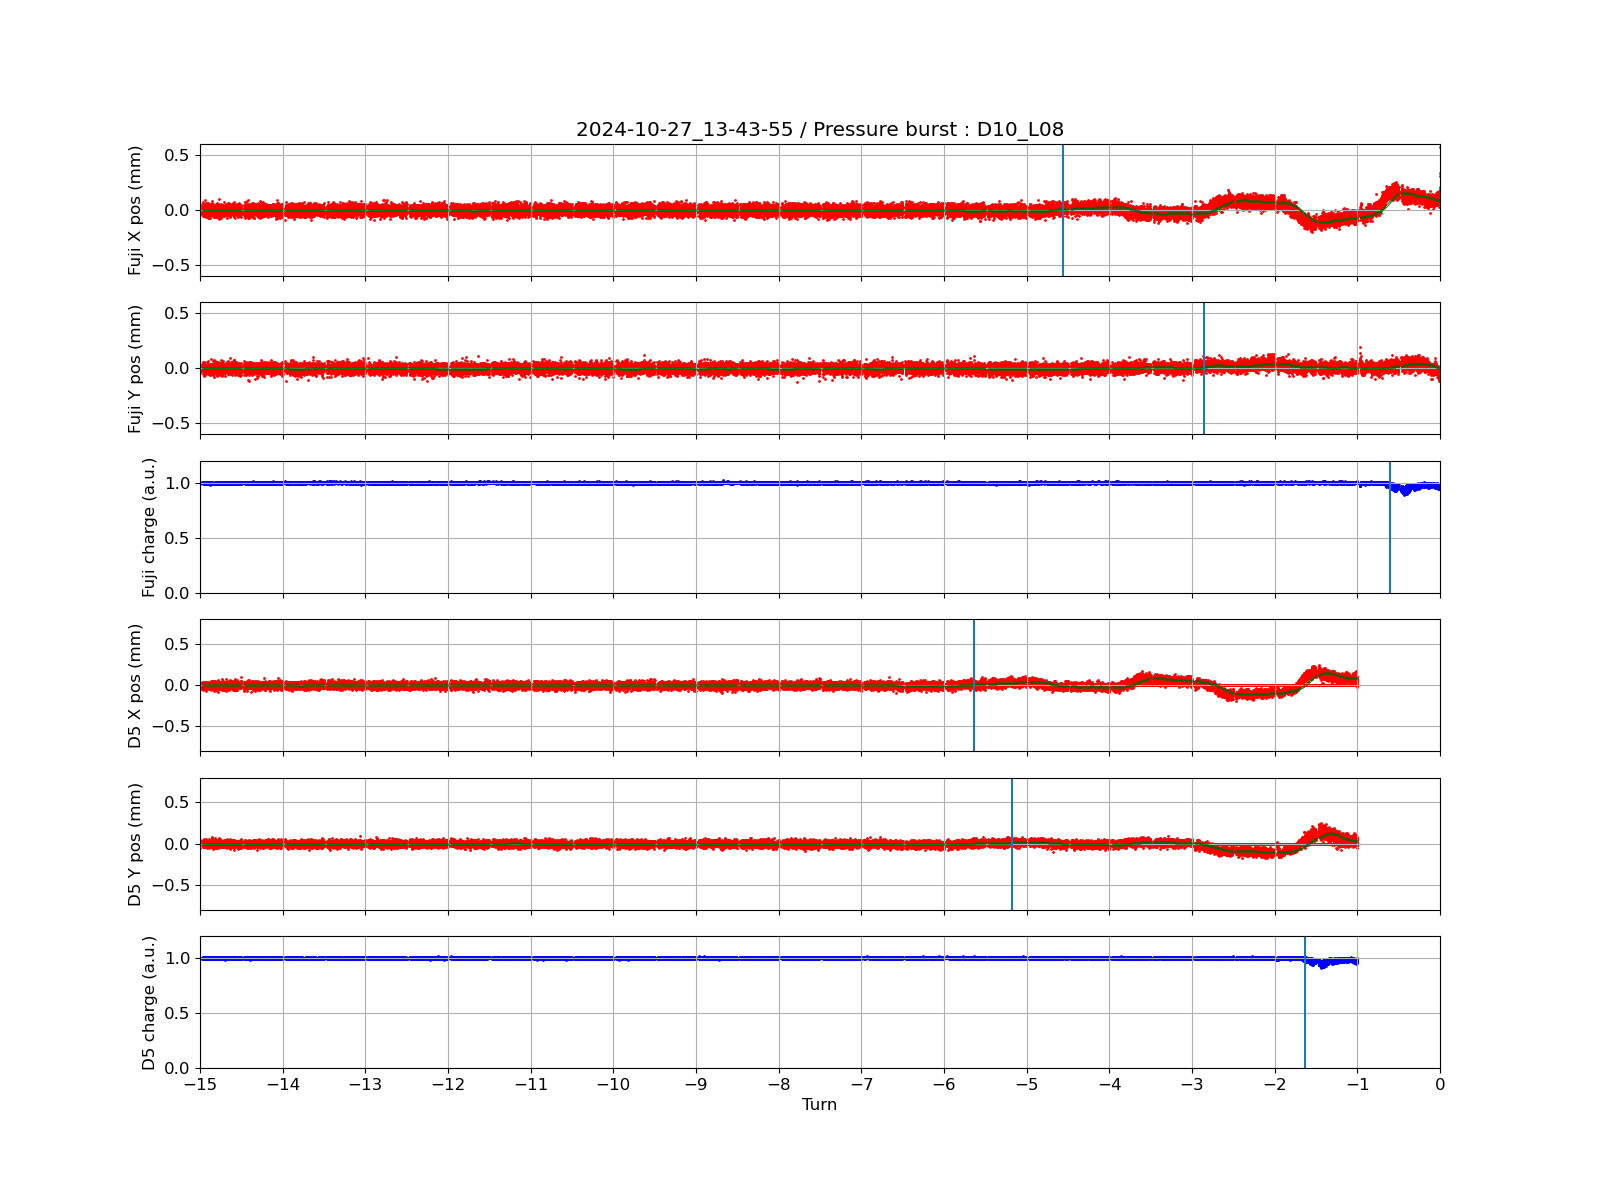 2024-10-27_13-43-55 / Pressure burst : D10_L08
Fuji X pos (mm)
0.5
0.0
−0.5
Fuji Y pos (mm)
0.5
0.0
−0.5
Fuji charge (a.u.)
1.0
0.5
0.0
D5 X pos (mm)
0.5
0.0
−0.5
D5 Y pos (mm)
0.5
0.0
−0.5
D5 charge (a.u.)
1.0
0.5
0.0
−15 −14 −13 −12 −11 −10 −9 −8 −7 −6 −5 −4 −3 −2 −1 0
Turn